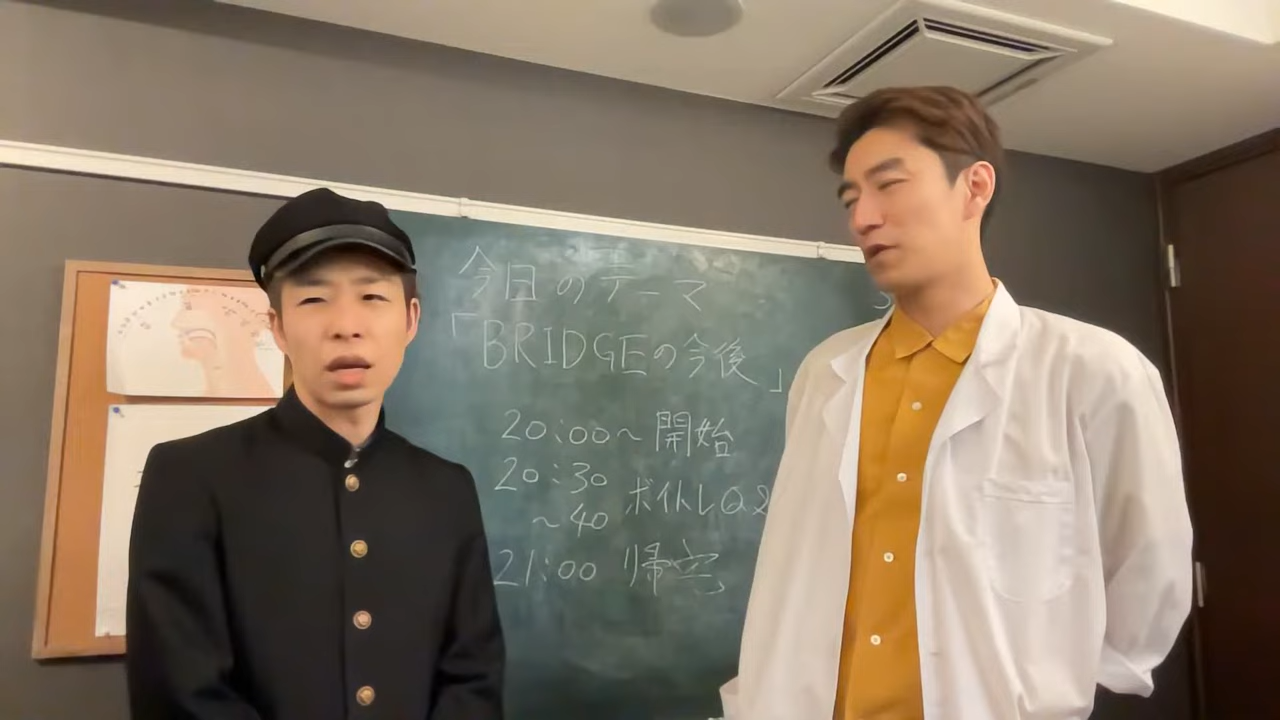 今日のテーマ
「BRIDGEの今後」
20:00～ 開始
20:30
～40 ボイトレQ&
21:00 帰宅